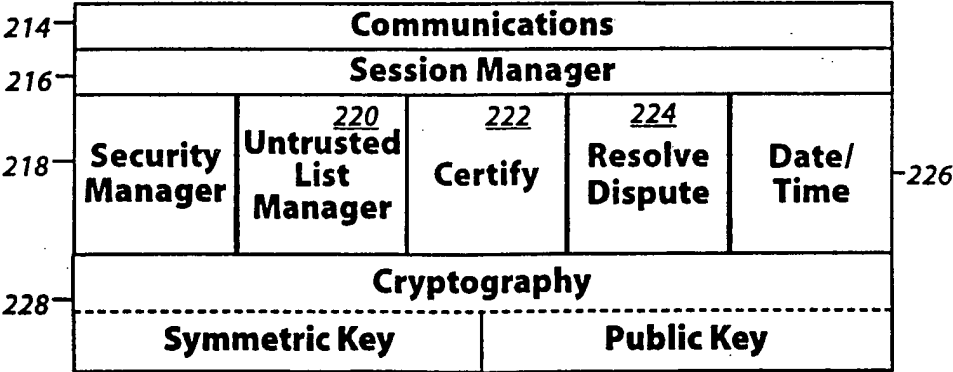 214
Communications
216
Session Manager
218
Security
Manager
220
Untrusted
List
Manager
222
Certify
224
Resolve
Dispute
Date/
Time
226
228
Cryptography
Symmetric Key
Public Key